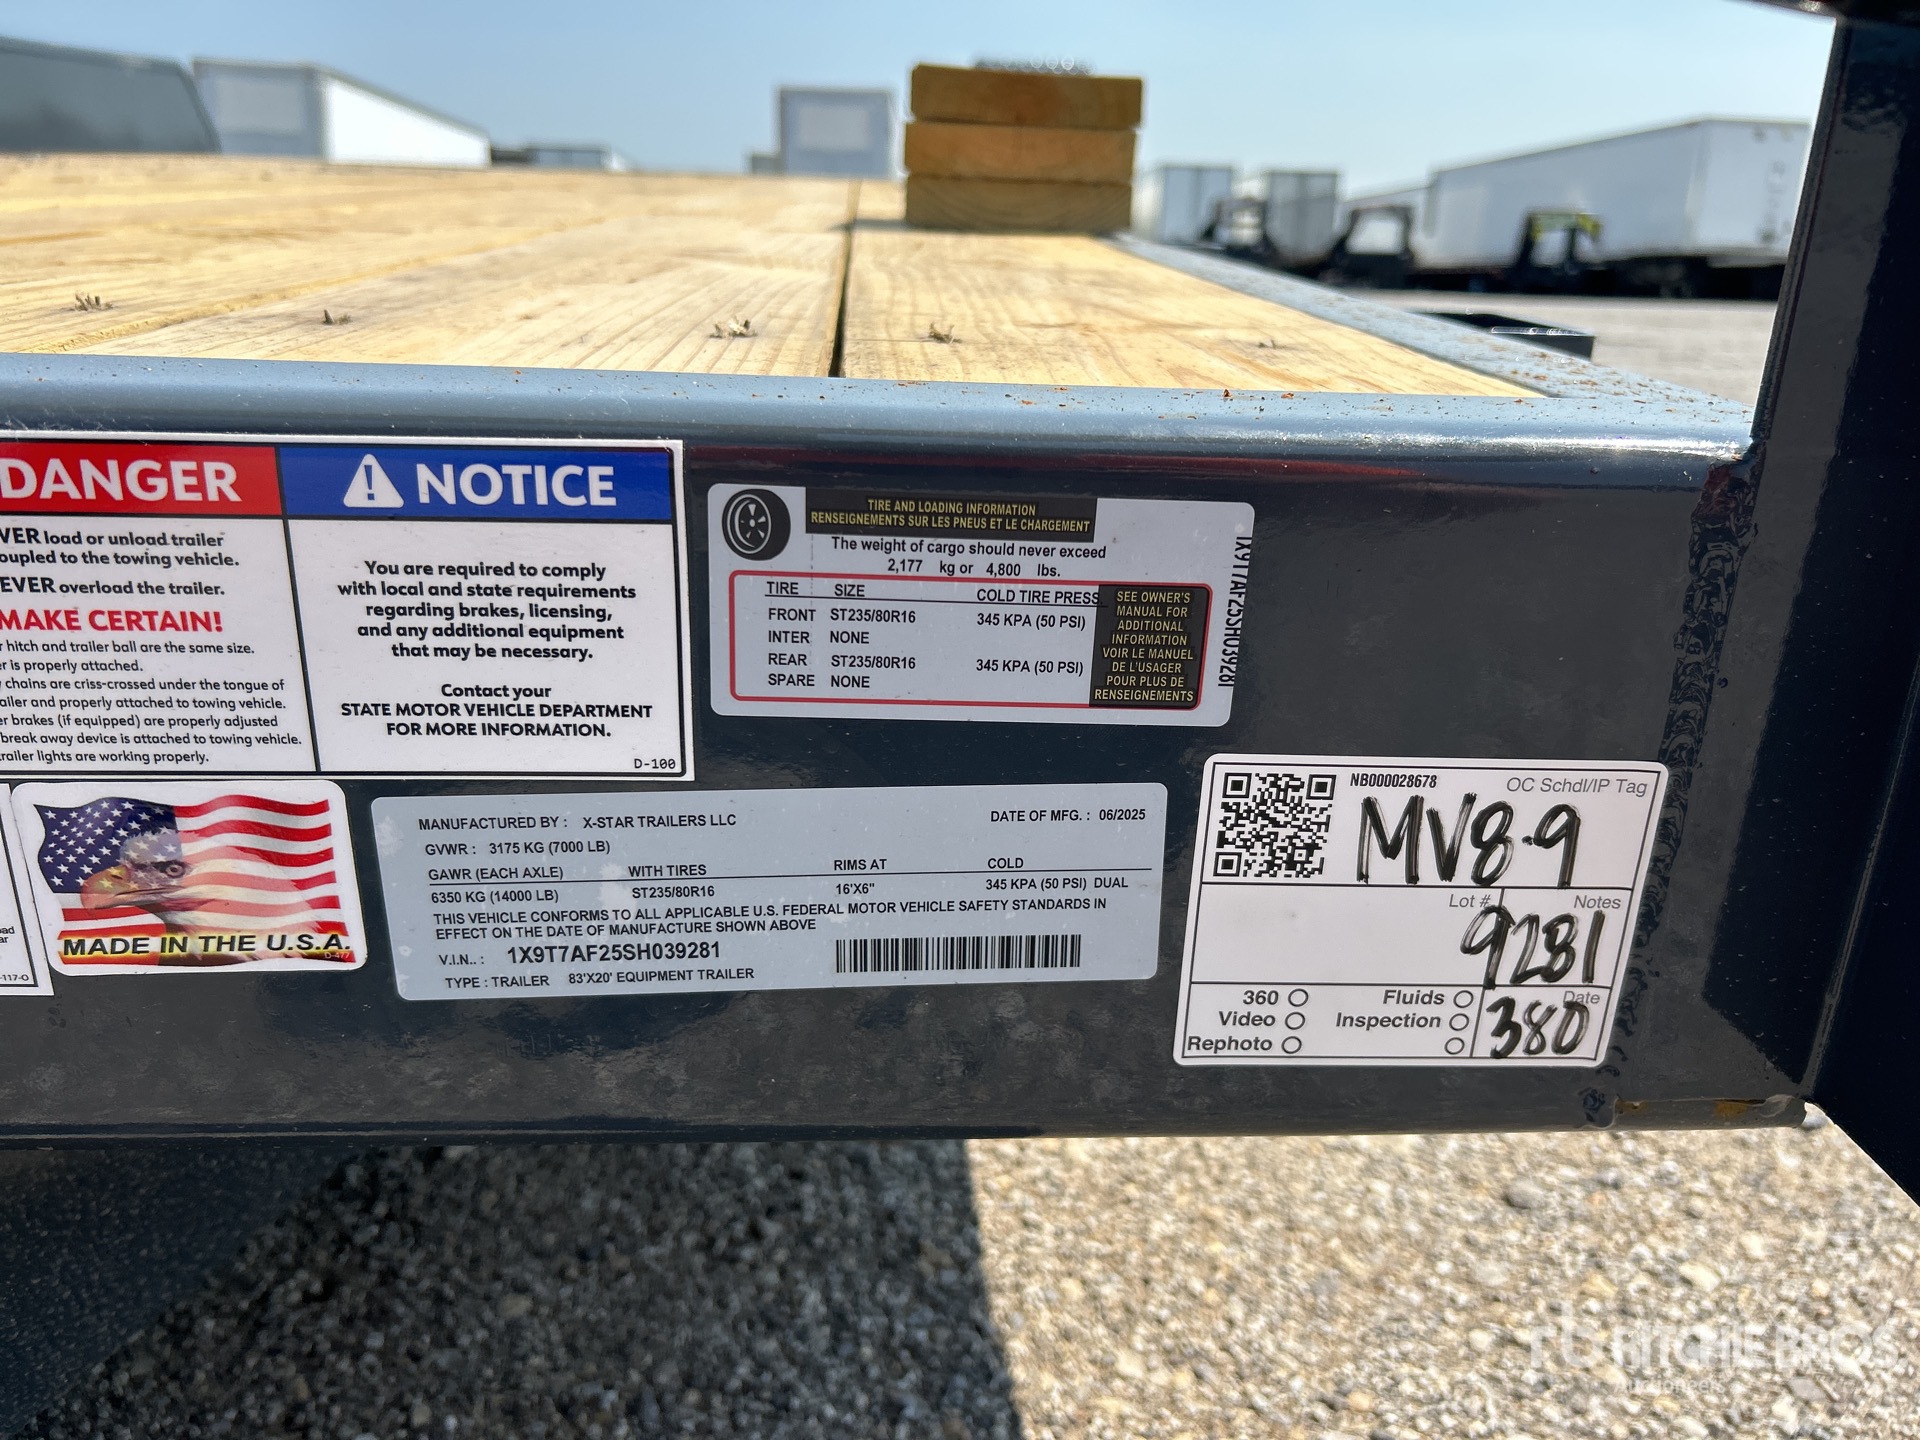 DANGER
VER load or unload trailer
oupled to the towing vehicle.
EVER overload the trailer.
MAKE CERTAIN!
r hitch and trailer ball are the same size.
er is properly attached.
y chains are criss-crossed under the tongue of
ailer and properly attached to towing vehicle.
er brakes (if equipped) are properly adjusted
break away device is attached to towing vehicle.
railer lights are working properly.
NOTICE
You are required to comply
with local and state requirements
regarding brakes, licensing,
and any additional equipment
that may be necessary.
Contact your
STATE MOTOR VEHICLE DEPARTMENT
FOR MORE INFORMATION.
D-100
TIRE AND LOADING INFORMATION
RENSEIGNEMENTS SUR LES PNEUS ET LE CHARGEMENT
The weight of cargo should never exceed
2,177 kg or 4,800 lbs.
TIRE SIZE COLD TIRE PRESS
FRONT ST235/80R16 345 KPA (50 PSI)
INTER NONE
REAR ST235/80R16 345 KPA (50 PSI)
SPARE NONE
SEE OWNER'S
MANUAL FOR
ADDITIONAL
INFORMATION
VOIR LE MANUEL
DE L'USAGER
POUR PLUS DE
RENSEIGNEMENTS
1X9T7AF25SH039281
MADE IN THE U.S.A.
D-477
ad
ar
-117-O
MANUFACTURED BY : X-STAR TRAILERS LLC DATE OF MFG. : 06/2025
GVWR : 3175 KG (7000 LB)
GAWR (EACH AXLE) WITH TIRES RIMS AT COLD
6350 KG (14000 LB) ST235/80R16 16'X6" 345 KPA (50 PSI) DUAL
THIS VEHICLE CONFORMS TO ALL APPLICABLE U.S. FEDERAL MOTOR VEHICLE SAFETY STANDARDS IN
EFFECT ON THE DATE OF MANUFACTURE SHOWN ABOVE
V.I.N.. : 1X9T7AF25SH039281
TYPE : TRAILER 83'X20' EQUIPMENT TRAILER
NB000028678 OC Schdl/IP Tag
MV8-9
Lot # Notes
9281
360 Fluids Date
Video Inspection 380
Rephoto
RITCHIE BROS.
Auctioneers